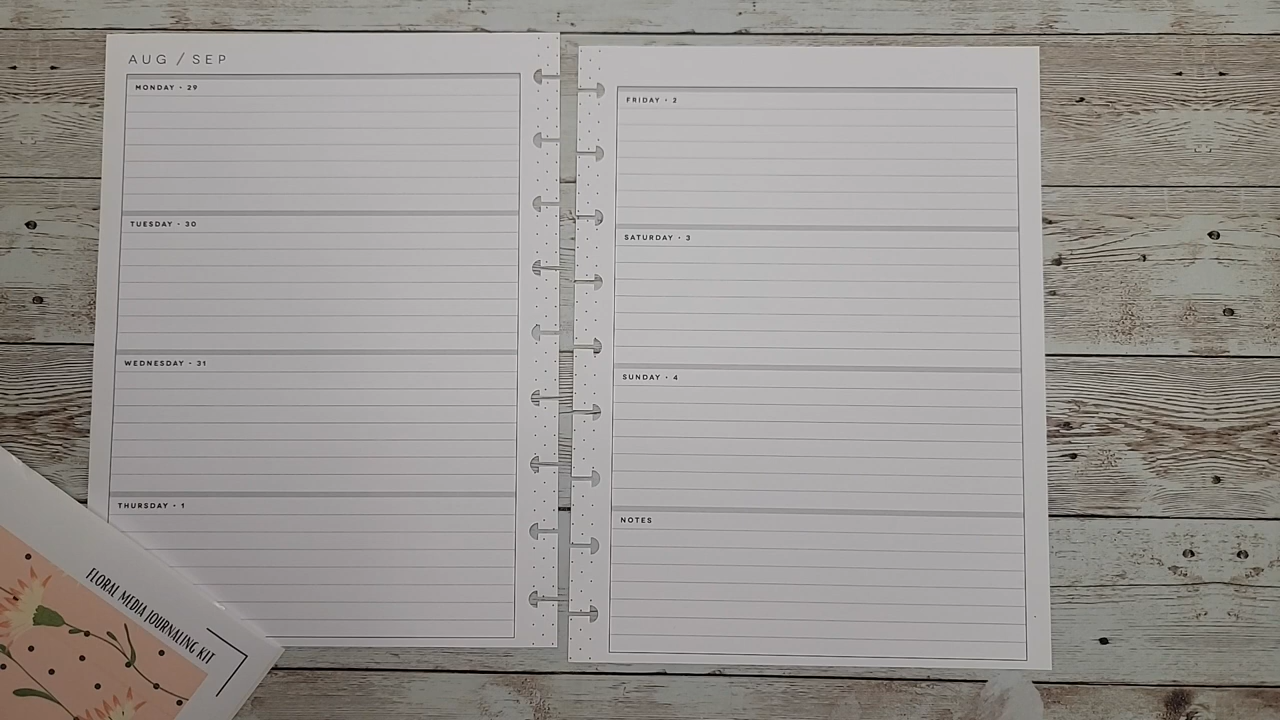 AUG / SEP
MONDAY • 29
TUESDAY • 30
WEDNESDAY • 31
THURSDAY • 1
FRIDAY • 2
SATURDAY • 3
SUNDAY • 4
NOTES
FLORAL MEDIA JOURNALING KIT